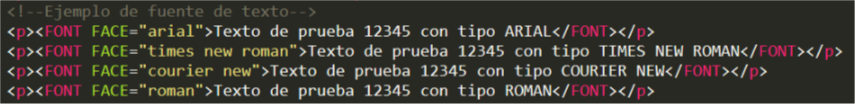 <!--Ejemplo de fuente de texto-->
<p><FONT FACE="arial">Texto de prueba 12345 con tipo ARIAL</FONT></p>
<p><FONT FACE="times new roman">Texto de prueba 12345 con tipo TIMES NEW ROMAN</FONT></p>
<p><FONT FACE="courier new">Texto de prueba 12345 con tipo COURIER NEW</FONT></p>
<p><FONT FACE="roman">Texto de prueba 12345 con tipo ROMAN</FONT></p>